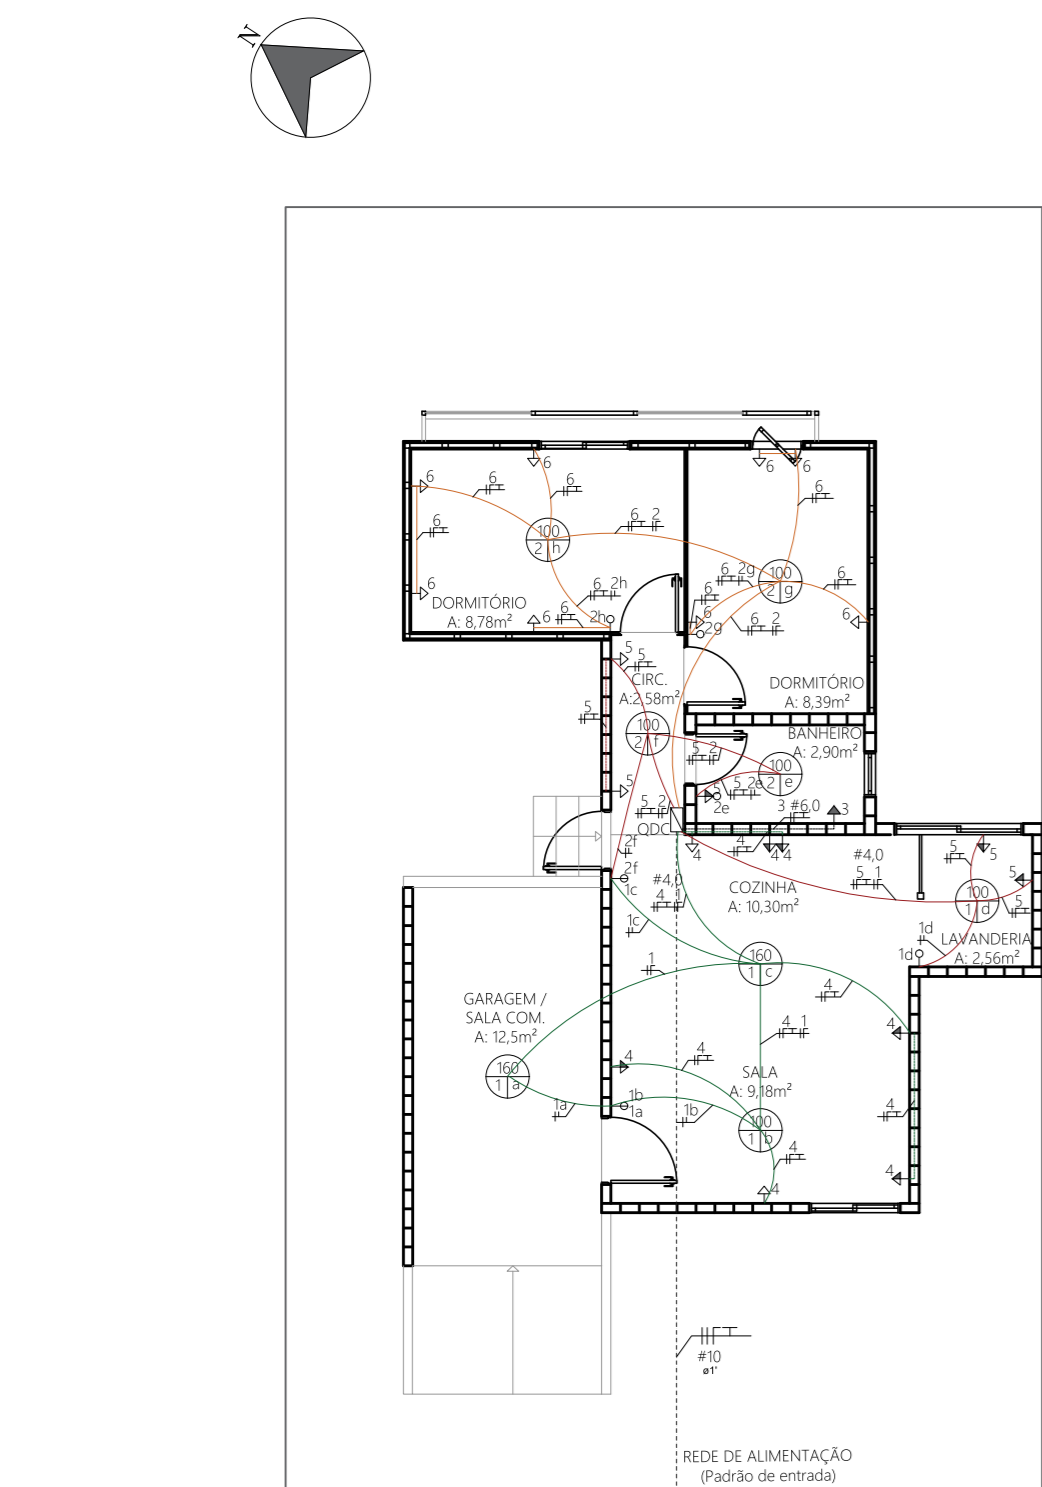 N
6
6
6
6
6
6
6
6 2
100
2 h
6
6 2g
100
2 g
6
6
6 2h
6
DORMITÓRIO
A: 8,78m²
6
6
2h
6
2g
6 2
6
5
5
CIRC.
A:2,58m²
DORMITÓRIO
A: 8,39m²
5
100
2 f
5 2
BANHEIRO
A: 2,90m²
100
2 e
5
5 2e
5
2e
5 2
3 #6,0
3
QDC
2f
4
4
4 4
#4,0
5 1
5
5
5
2f
1c
#4,0
4 1
COZINHA
A: 10,30m²
100
1 d
5
1c
1d
LAVANDERIA
A: 2,56m²
1d
1
160
1 c
4
GARAGEM /
SALA COM.
A: 12,5m²
4 1
4
4
4
160
1 a
SALA
A: 9,18m²
1a
1b
1a
1b
4
100
1 b
4
4
4
#10
ø1'
REDE DE ALIMENTAÇÃO
(Padrão de entrada)